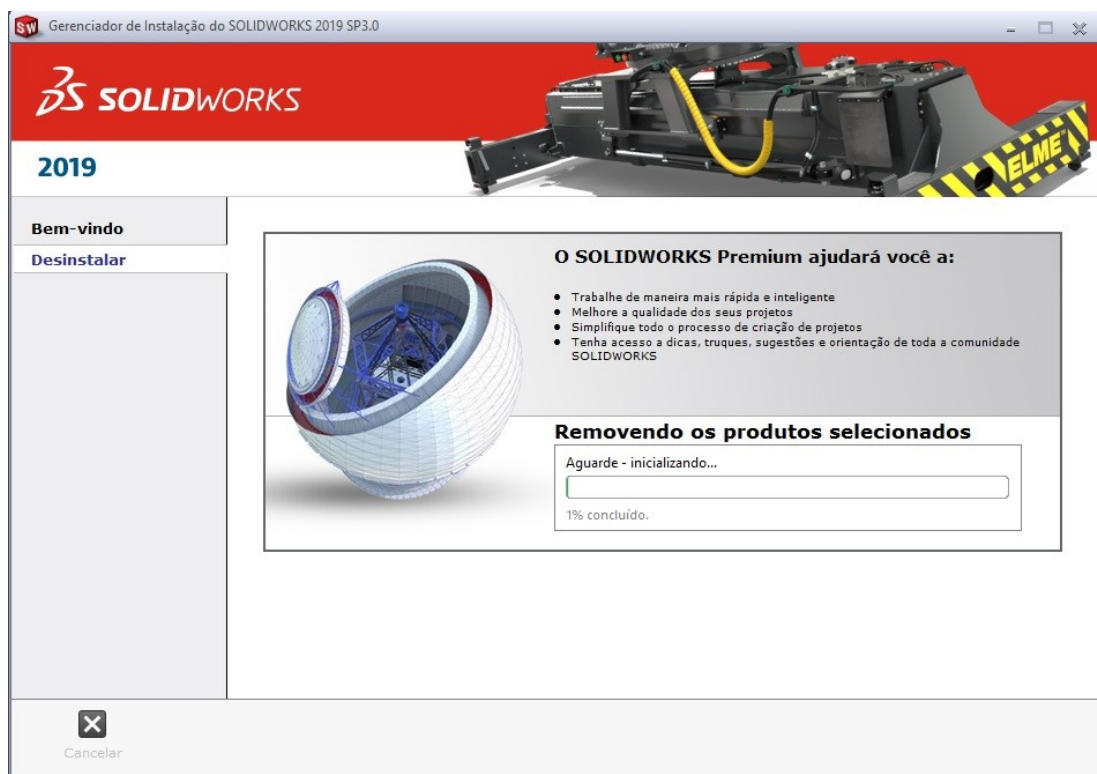 SW Gerenciador de Instalação do SOLIDWORKS 2019 SP3.0
SOLIDWORKS
ELME
2019
Bem-vindo
Desinstalar
O SOLIDWORKS Premium ajudará você a:
• Trabalhe de maneira mais rápida e inteligente
• Melhore a qualidade dos seus projetos
• Simplifique todo o processo de criação de projetos
• Tenha acesso a dicas, truques, sugestões e orientação de toda a comunidade
SOLIDWORKS
Removendo os produtos selecionados
Aguarde - inicializando...
1% concluído.
Cancelar